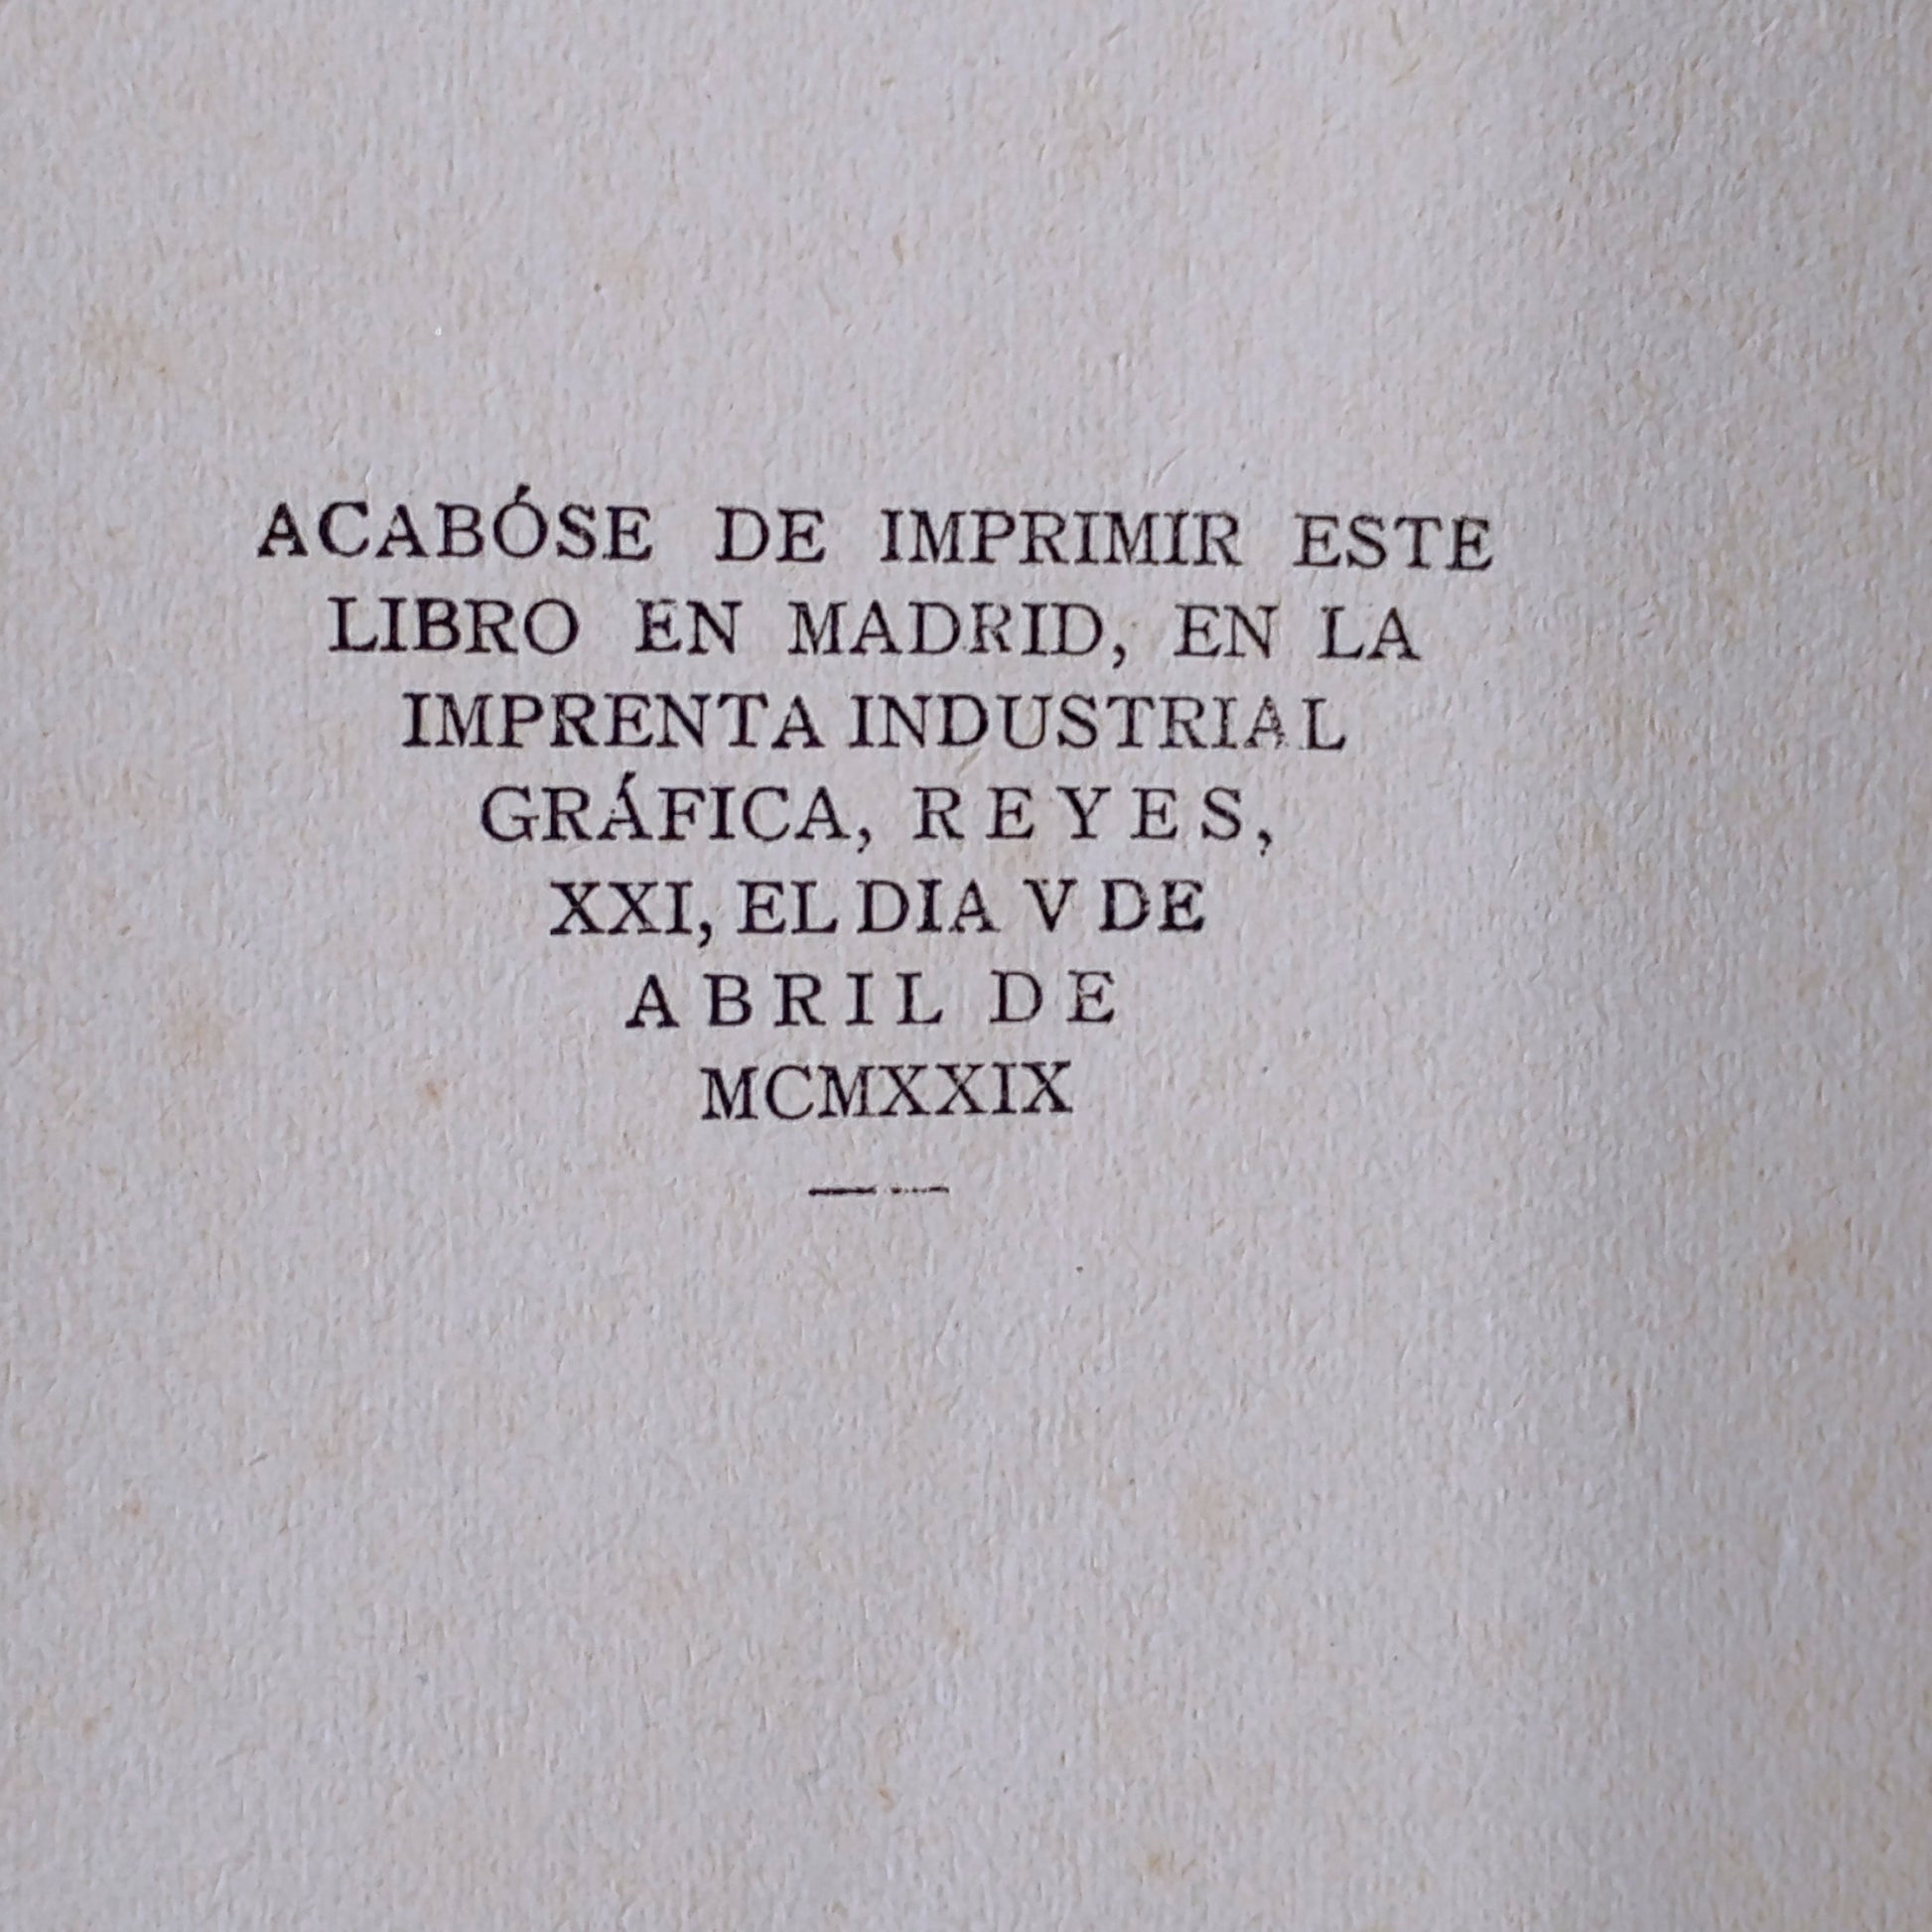 ACABÓSE DE IMPRIMIR ESTE
LIBRO EN MADRID, EN LA
IMPRENTA INDUSTRIAL
GRÁFICA, REYES,
XXI, EL DIA V DE
ABRIL DE
MCMXXIX